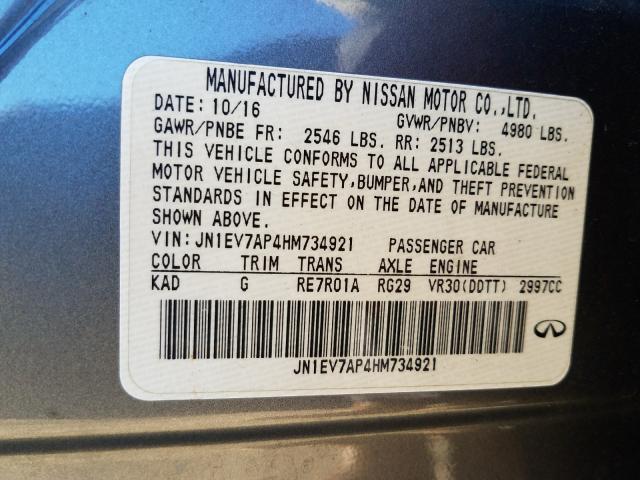 MANUFACTURED BY NISSAN MOTOR CO.,LTD.
DATE: 10/16 GVWR/PNBV: 4980 LBS.
GAWR/PNBE FR: 2546 LBS. RR: 2513 LBS.
THIS VEHICLE CONFORMS TO ALL APPLICABLE FEDERAL
MOTOR VEHICLE SAFETY,BUMPER,AND THEFT PREVENTION
STANDARDS IN EFFECT ON THE DATE OF MANUFACTURE
SHOWN ABOVE.
VIN: JN1EV7AP4HM734921 PASSENGER CAR
COLOR TRIM TRANS AXLE ENGINE
KAD G RE7R01A RG29 VR30(DDTT) 2997CC
JN1EV7AP4HM734921